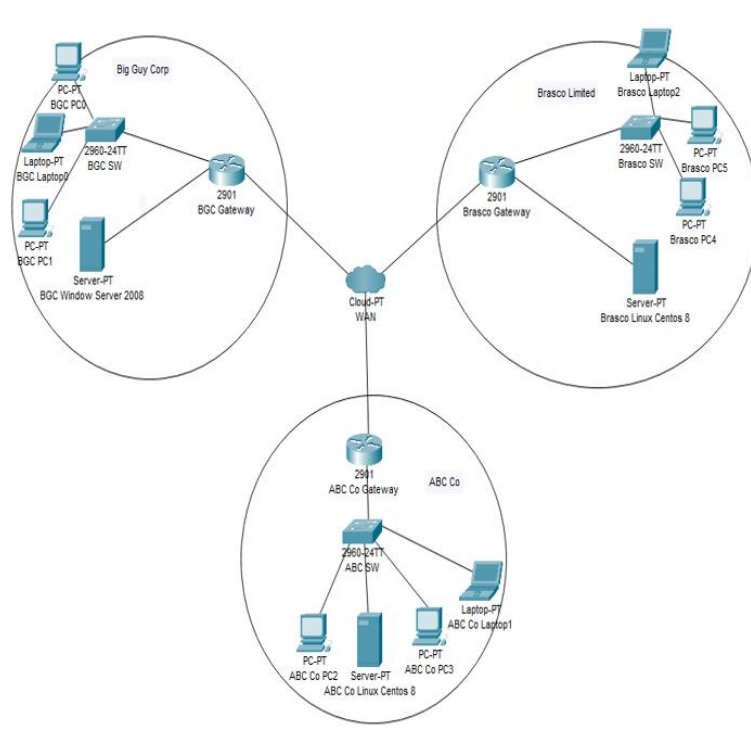 Big Guy Corp
PC-PT
BGC PC0
Laptop-PT
BGC Laptop0
2960-24TT
BGC SW
PC-PT
BGC PC1
Server-PT
BGC Window Server 2008
2901
BGC Gateway
Brasco Limited
Laptop-PT
Brasco Laptop2
2960-24TT
Brasco SW
PC-PT
Brasco PC5
PC-PT
Brasco PC4
2901
Brasco Gateway
Server-PT
Brasco Linux Centos 8
Cloud-PT
WAN
2901
ABC Co Gateway
ABC Co
2960-24TT
ABC SW
Laptop-PT
ABC Co Laptop1
PC-PT
ABC Co PC2
Server-PT
ABC Co Linux Centos 8
PC-PT
ABC Co PC3